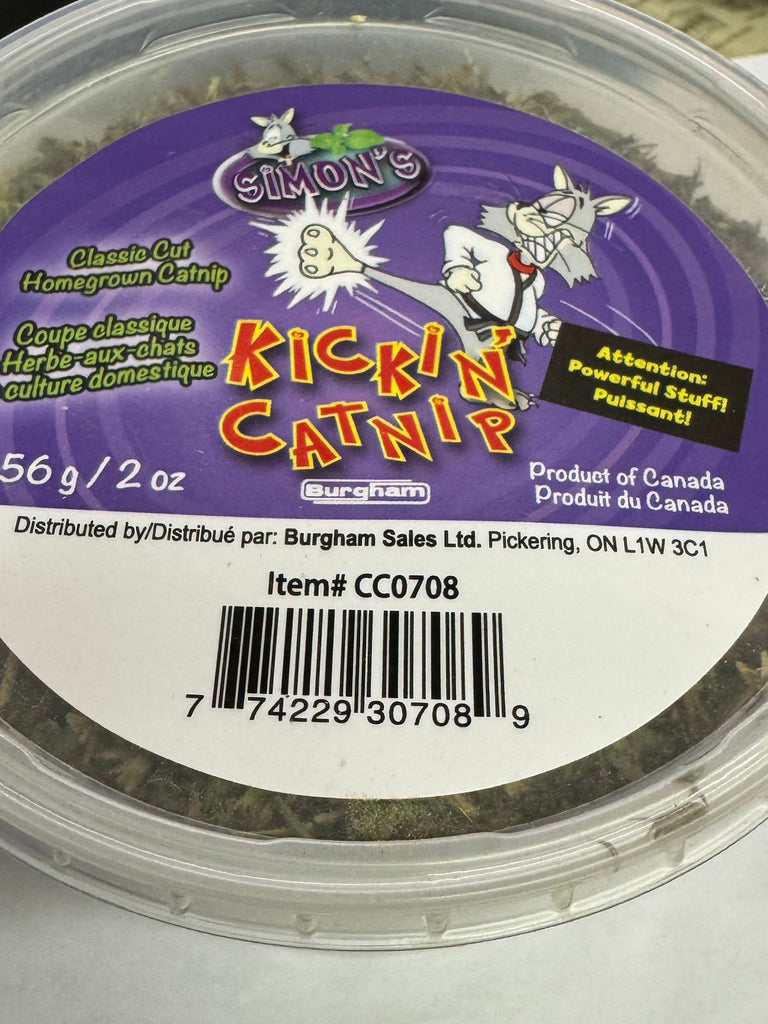 SIMON'S
Classic Cut
Homegrown Catnip
Coupe classique
Herbe-aux-chats
culture domestique
KICKIN'
CATNIP
Attention:
Powerful Stuff!
Puissant!
56 g / 2 oz
Burgham
Product of Canada
Produit du Canada
Distributed by/Distribué par: Burgham Sales Ltd. Pickering, ON L1W 3C1
Item# CC0708
7 74229 30708 9